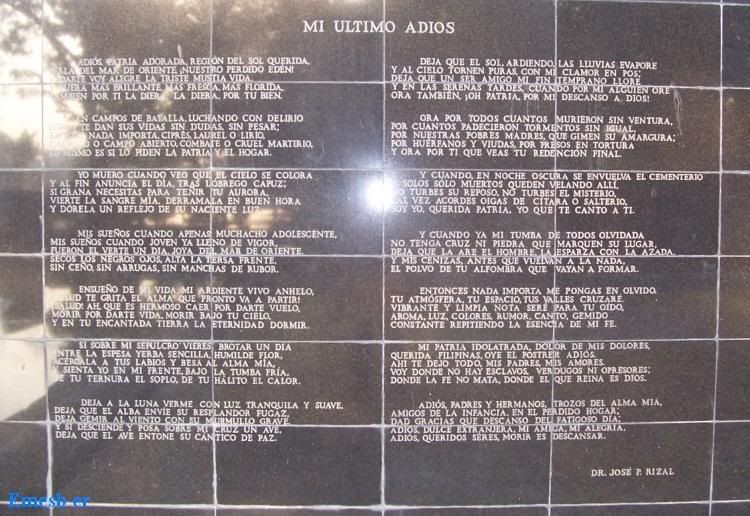 MI ULTIMO ADIOS
ADIÓS, PATRIA ADORADA, REGIÓN DEL SOL QUERIDA,
DEL MAR DE ORIENTE, NUESTRO PERDIDO EDÉN!
DARTE VOY ALEGRE LA TRISTE MUSTIA VIDA,
FUERA MÁS BRILLANTE, MÁS FRESCA, MÁS FLORIDA,
TAMBIÉN POR TI LA DIERA, LA DIERA, POR TU BIEN.
EN CAMPOS DE BATALLA, LUCHANDO CON DELIRIO
TE DAN SUS VIDAS SIN DUDAS, SIN PESAR;
NADA IMPORTA, CIPRÉS, LAUREL O LIRIO,
O CAMPO ABIERTO, COMBATE O CRUEL MARTIRIO,
LO MISMO ES SI LO PIDEN LA PATRIA Y EL HOGAR.
YO MUERO CUANDO VEO QUE EL CIELO SE COLORA
Y AL FIN ANUNCIA EL DÍA, TRAS LÓBREGO CAPUZ;
SI GRANA NECESITAS PARA TEÑIR TU AURORA,
VIERTE LA SANGRE MÍA, DERRÁMALA EN BUEN HORA
Y DÓRELA UN REFLEJO DE SU NACIENTE LUZ.
MIS SUEÑOS CUANDO APENAS MUCHACHO ADOLESCENTE,
MIS SUEÑOS CUANDO JOVEN YA LLENO DE VIGOR,
FUERON EL VERTE UN DÍA, JOYA DEL MAR DE ORIENTE,
SECOS LOS NEGROS OJOS, ALTA LA TERSA FRENTE,
SIN CEÑO, SIN ARRUGAS, SIN MANCHAS DE RUBOR.
ENSUEÑO DE MI VIDA, MI ARDIENTE VIVO ANHELO,
SALUD TE GRITA EL ALMA QUE PRONTO VA A PARTIR!
SALUD! AH, QUE ES HERMOSO CAER POR DARTE VUELO,
MORIR POR DARTE VIDA, MORIR BAJO TU CIELO,
Y EN TU ENCANTADA TIERRA LA ETERNIDAD DORMIR.
SI SOBRE MI SEPULCRO VIERES, BROTAR UN DÍA
ENTRE LA ESPESA YERBA SENCILLA, HUMILDE FLOR,
ACÉRCALA A TUS LABIOS Y BESA AL ALMA MÍA,
SIENTA YO EN MI FRENTE, BAJO LA TUMBA FRÍA,
DE TU TERNURA EL SOPLO, DE TU HÁLITO EL CALOR.
DEJA A LA LUNA VERME CON LUZ TRANQUILA Y SUAVE,
DEJA QUE EL ALBA ENVÍE SU RESPLANDOR FUGAZ,
DEJA GEMIR AL VIENTO CON SU MURMULLO GRAVE,
Y SI DESCIENDE Y POSA SOBRE MI CRUZ UN AVE,
DEJA QUE EL AVE ENTONE SU CÁNTICO DE PAZ.
DEJA QUE EL SOL, ARDIENDO, LAS LLUVIAS EVAPORE
Y AL CIELO TORNEN PURAS, CON MI CLAMOR EN POS;
DEJA QUE UN SER AMIGO MI FIN TEMPRANO LLORE
Y EN LAS SERENAS TARDES, CUANDO POR MI ALGUIEN ORE
ORA TAMBIÉN, ¡OH PATRIA, POR MI DESCANSO A DIOS!
ORA POR TODOS CUANTOS MURIERON SIN VENTURA,
POR CUANTOS PADECIERON TORMENTOS SIN IGUAL,
POR NUESTRAS POBRES MADRES, QUE GIMEN SU AMARGURA;
POR HUÉRFANOS Y VIUDAS, POR PRESOS EN TORTURA
Y ORA POR TI QUE VEAS TU REDENCIÓN FINAL.
Y CUANDO, EN NOCHE OSCURA SE ENVUELVA EL CEMENTERIO
Y SOLOS SÓLO MUERTOS QUEDEN VELANDO ALLÍ,
NO TURBES SU REPOSO, NO TURBES EL MISTERIO,
TAL VEZ ACORDES OIGAS DE CÍTARA O SALTERIO,
SOY YO, QUERIDA PATRIA, YO QUE TE CANTO A TI.
Y CUANDO YA MI TUMBA DE TODOS OLVIDADA
NO TENGA CRUZ NI PIEDRA QUE MARQUEN SU LUGAR,
DEJA QUE LA ARE EL HOMBRE, LA ESPARZA CON LA AZADA,
Y MIS CENIZAS, ANTES QUE VUELVAN A LA NADA,
EL POLVO DE TU ALFOMBRA QUE VAYAN A FORMAR.
ENTONCES NADA IMPORTA ME PONGAS EN OLVIDO.
TU ATMÓSFERA, TU ESPACIO, TUS VALLES CRUZARÉ.
VIBRANTE Y LIMPIA NOTA SERÉ PARA TU OÍDO,
AROMA, LUZ, COLORES, RUMOR, CANTO, GEMIDO
CONSTANTE REPITIENDO LA ESENCIA DE MI FE.
MI PATRIA IDOLATRADA, DOLOR DE MIS DOLORES,
QUERIDA FILIPINAS, OYE EL PÓSTRER ADIÓS.
AHÍ TE DEJO TODO, MIS PADRES, MIS AMORES.
VOY DONDE NO HAY ESCLAVOS, VERDUGOS NI OPRESORES;
DONDE LA FE NO MATA, DONDE EL QUE REINA ES DIOS.
ADIÓS, PADRES Y HERMANOS, TROZOS DEL ALMA MÍA,
AMIGOS DE LA INFANCIA, EN EL PERDIDO HOGAR;
DAD GRACIAS QUE DESCANSO DEL FATIGOSO DÍA;
ADIÓS, DULCE EXTRANJERA, MI AMIGA, MI ALEGRÍA,
ADIÓS, QUERIDOS SÉRES, MORIR ES DESCANSAR.
DR. JOSÉ P. RIZAL